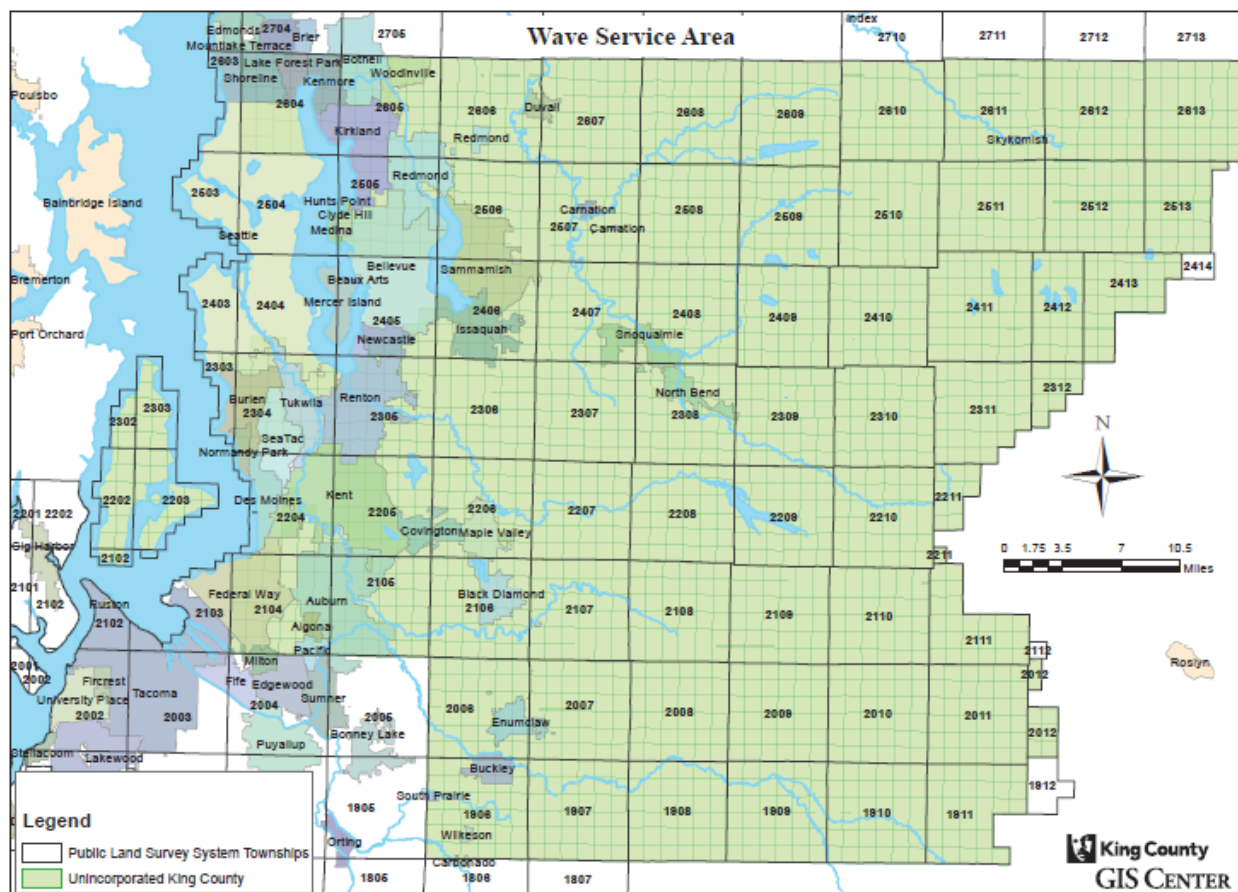 Wave Service Area
Index
Edmonds
2704
Brier
2705
2710
2711
2712
2713
Mountlake Terrace
2603
Lake Forest Park
Bothell
Shoreline
Kenmore
Woodinville
Poulsbo
2604
2605
2606
Duvall
2607
2608
2609
2610
2611
2612
2613
Kirkland
Redmond
Skykomish
Redmond
2503
2504
2505
Hunts Point
Clyde Hill
Medina
2506
Carnation
Carnation
2507
2508
2509
2510
2511
2512
2513
Bainbridge Island
Seattle
Bellevue
Sammamish
2414
Bremerton
Beaux Arts
2403
2404
Mercer Island
2405
2406
2407
2408
2409
2410
2411
2412
2413
Port Orchard
Newcastle
Issaquah
Snoqualmie
2303
2312
Burien
Tukwila
Renton
North Bend
2302
2303
2304
2305
2306
2307
2308
2309
2310
2311
SeaTac
Normandy Park
N
2201
2202
2202
2203
Des Moines
Kent
2204
2205
2206
2207
2208
2209
2210
2211
Covington
Maple Valley
Gig Harbor
2102
2211
0 1.75 3.5 7 10.5
Miles
2101
2102
Ruston
2102
2103
Federal Way
2104
2105
Auburn
Algona
Black Diamond
2106
2107
2108
2109
2110
2111
2112
Pacific
2001
2002
Milton
2012
Roslyn
Fircrest
University Place
Tacoma
Fife
Edgewood
Sumner
2002
2003
2004
2005
2006
2007
2008
2009
2010
2011
2012
Enumclaw
Puyallup
Bonney Lake
Steilacoom
Lakewood
Buckley
1912
South Prairie
1905
1906
1907
1908
1909
1910
1911
Wilkeson
Orting
Carbonado
1805
1806
1807
Legend
Public Land Survey System Townships
Unincorporated King County
King County
GIS CENTER